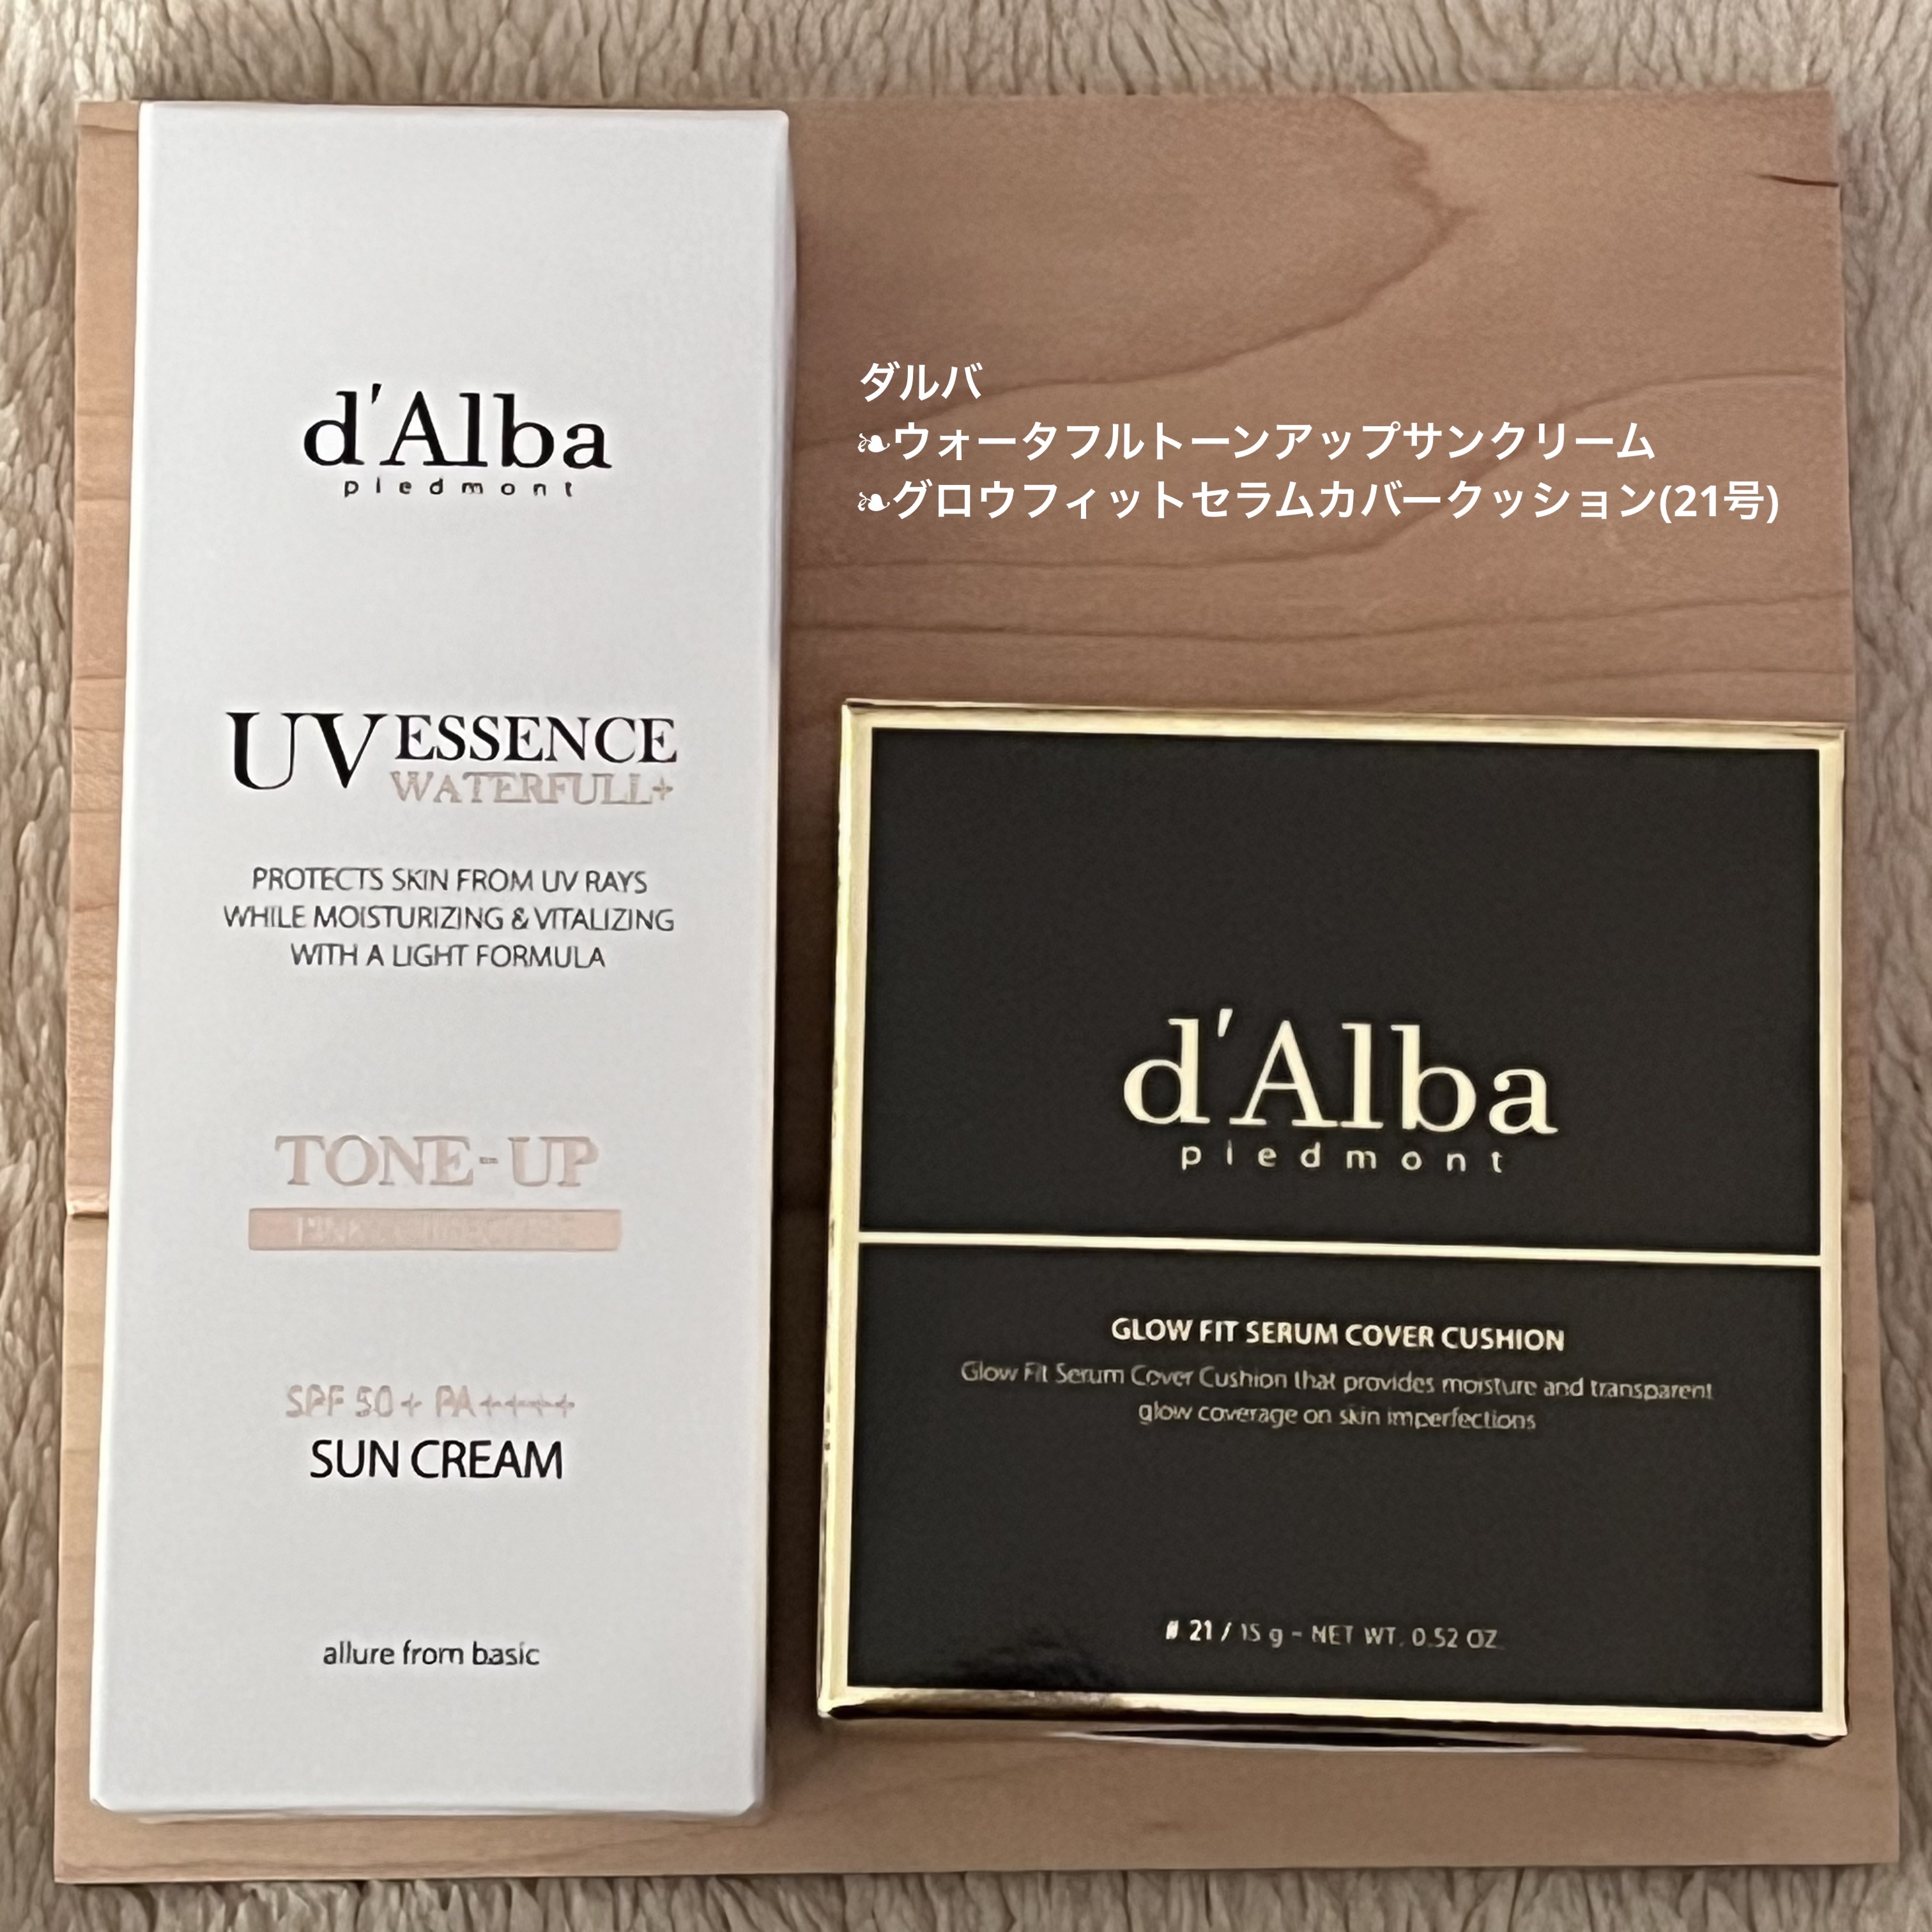 d'Alba
piedmont
UV ESSENCE
WATERFULL+
PROTECTS SKIN FROM UV RAYS
WHILE MOISTURIZING & VITALIZING
WITH A LIGHT FORMULA
TONE-UP
SPF 50+ PA++++
SUN CREAM
allure from basic
ダルバ
❧ウォータフルトーンアップサンクリーム
❧グロウフィットセラムカバークッション(21号)
d'Alba
piedmont
GLOW FIT SERUM COVER CUSHION
Glow Fit Serum Cover Cushion that provides moisture and transparent
glow coverage on skin imperfections
# 21 / 15 g - NET WT. 0.52 OZ